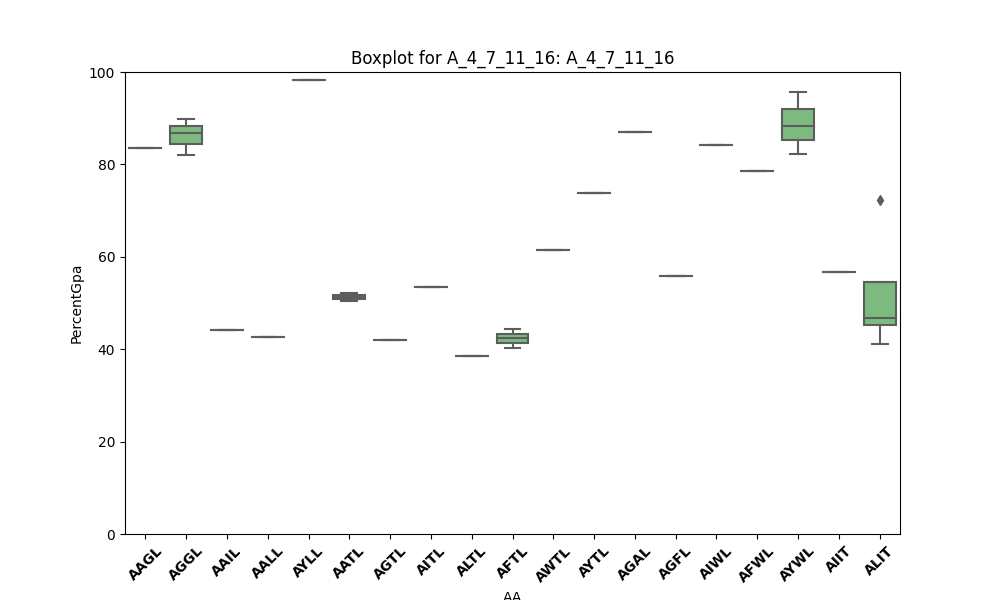 Boxplot for A_4_7_11_16: A_4_7_11_16
PercentGpa
100
80
60
40
20
0
AAGL AGGL AAIL AALL AYLL AATL AGTL AITL ALTL AFTL AWTL AYTL AGAL AGFL AIWL AFWL AYWL AIIT ALIT
AA